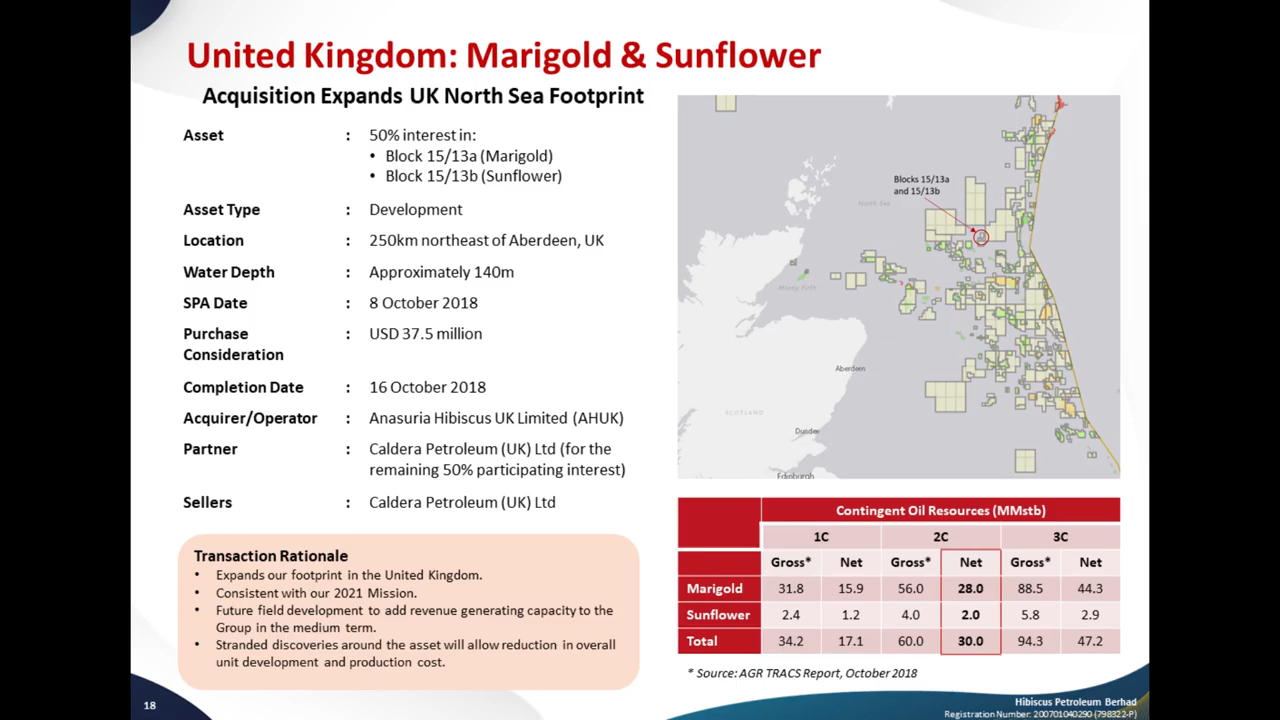 United Kingdom: Marigold & Sunflower
Acquisition Expands UK North Sea Footprint
Asset : 50% interest in:
• Block 15/13a (Marigold)
• Block 15/13b (Sunflower)
Asset Type : Development
Location : 250km northeast of Aberdeen, UK
Water Depth : Approximately 140m
SPA Date : 8 October 2018
Purchase Consideration : USD 37.5 million
Completion Date : 16 October 2018
Acquirer/Operator : Anasuria Hibiscus UK Limited (AHUK)
Partner : Caldera Petroleum (UK) Ltd (for the
remaining 50% participating interest)
Sellers : Caldera Petroleum (UK) Ltd
Transaction Rationale
• Expands our footprint in the United Kingdom.
• Consistent with our 2021 Mission.
• Future field development to add revenue generating capacity to the
Group in the medium term.
• Stranded discoveries around the asset will allow reduction in overall
unit development and production cost.
Blocks 15/13a
and 15/13b
North Sea
Moray Firth
Aberdeen
SCOTLAND
Dundee
Edinburgh
Contingent Oil Resources (MMstb)
1C 2C 3C
Gross* Net Gross* Net Gross* Net
Marigold 31.8 15.9 56.0 28.0 88.5 44.3
Sunflower 2.4 1.2 4.0 2.0 5.8 2.9
Total 34.2 17.1 60.0 30.0 94.3 47.2
* Source: AGR TRACS Report, October 2018
18
Hibiscus Petroleum Berhad
Registration Number: 200701040290 (798322-P)